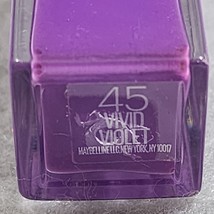 45
VIVID
VIOLET
MAYBELLINE LLC, NEW YORK, NY 10017